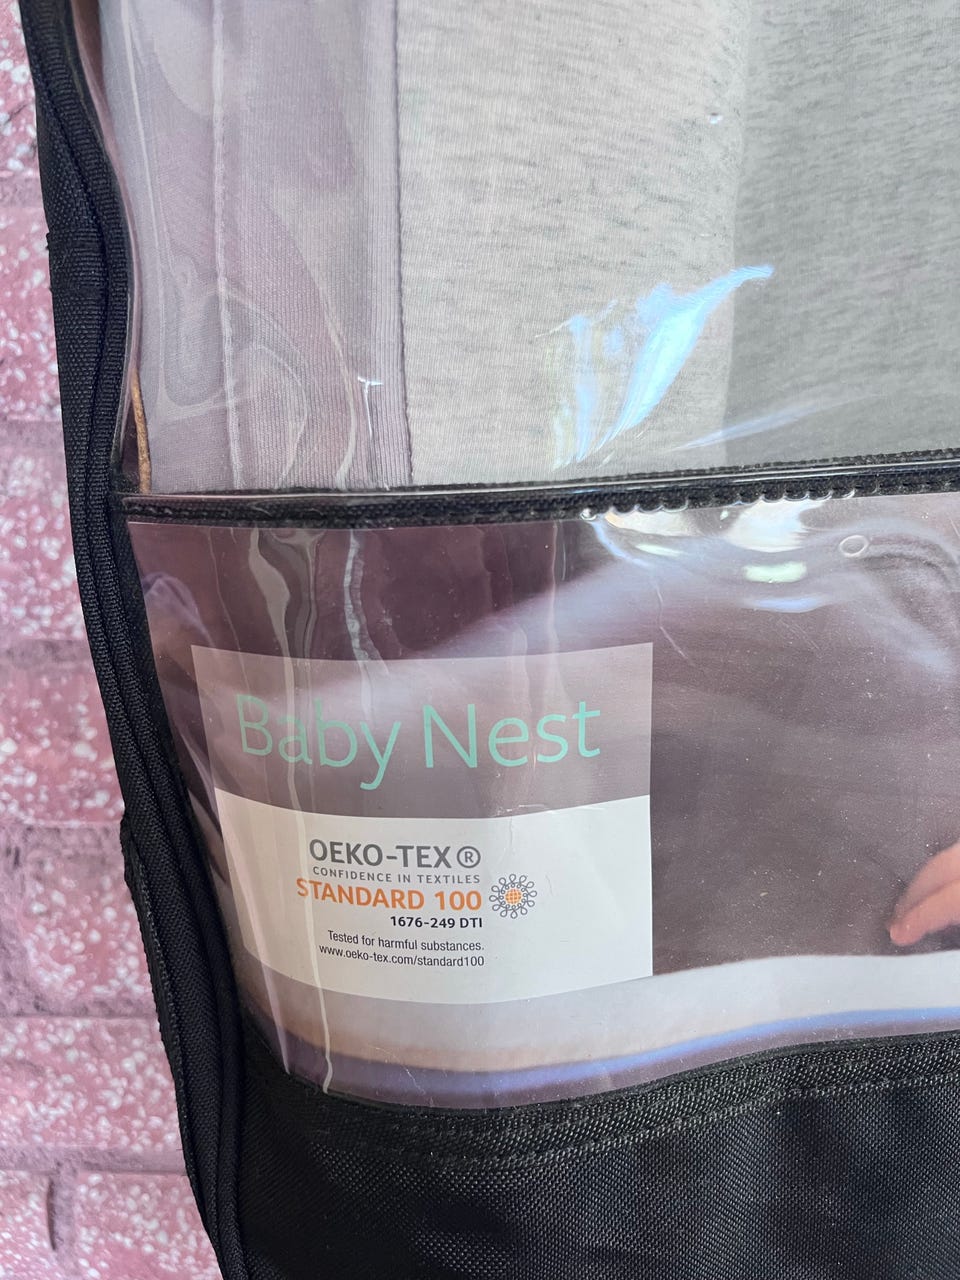 Baby Nest
OEKO-TEX®
CONFIDENCE IN TEXTILES
STANDARD 100
1676-249 DTI
Tested for harmful substances.
www.oeko-tex.com/standard100